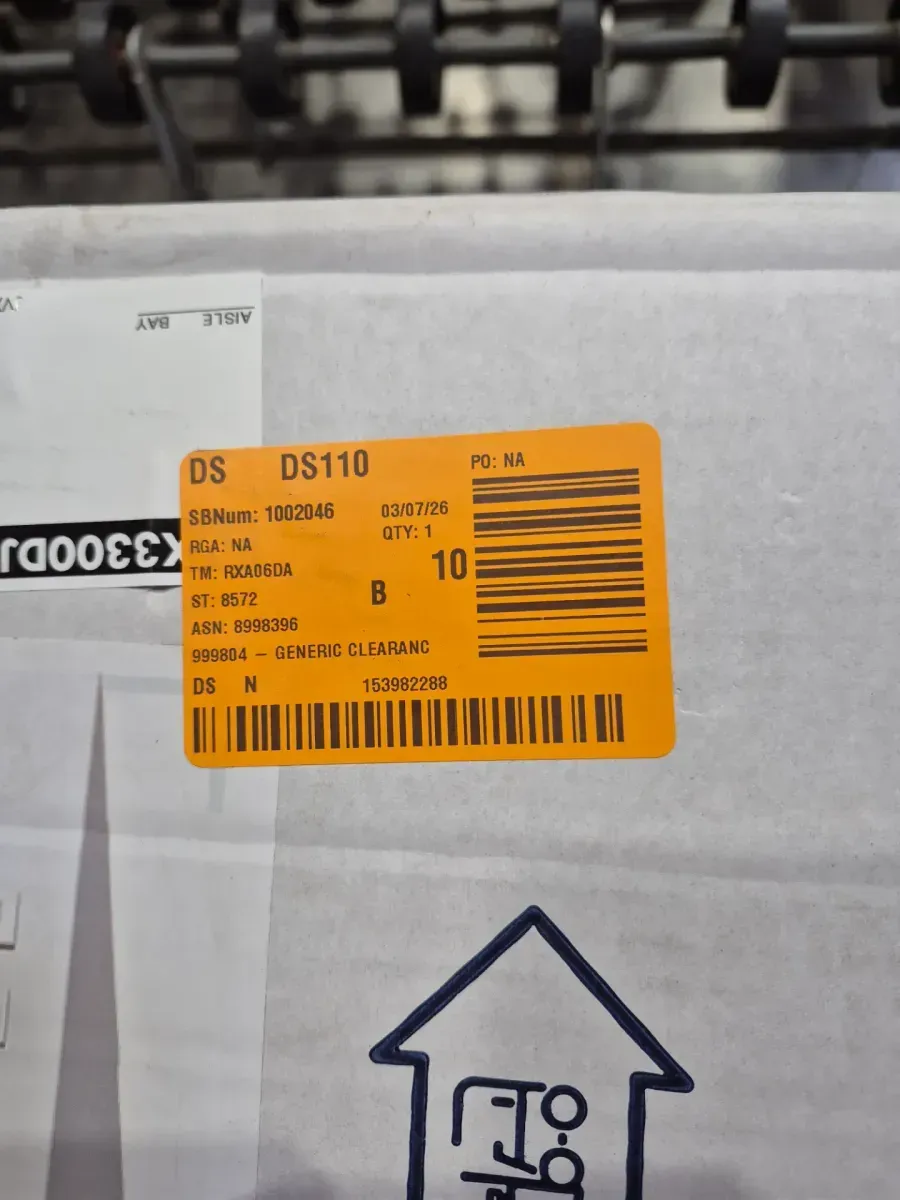 AISLE BAY
X3300DJ
DS DS110 PO: NA
SBNum: 1002046 03/07/26
RGA: NA QTY: 1
TM: RXA06DA 10
ST: 8572 B
ASN: 8998396
999804 – GENERIC CLEARANC
DS N 153982288